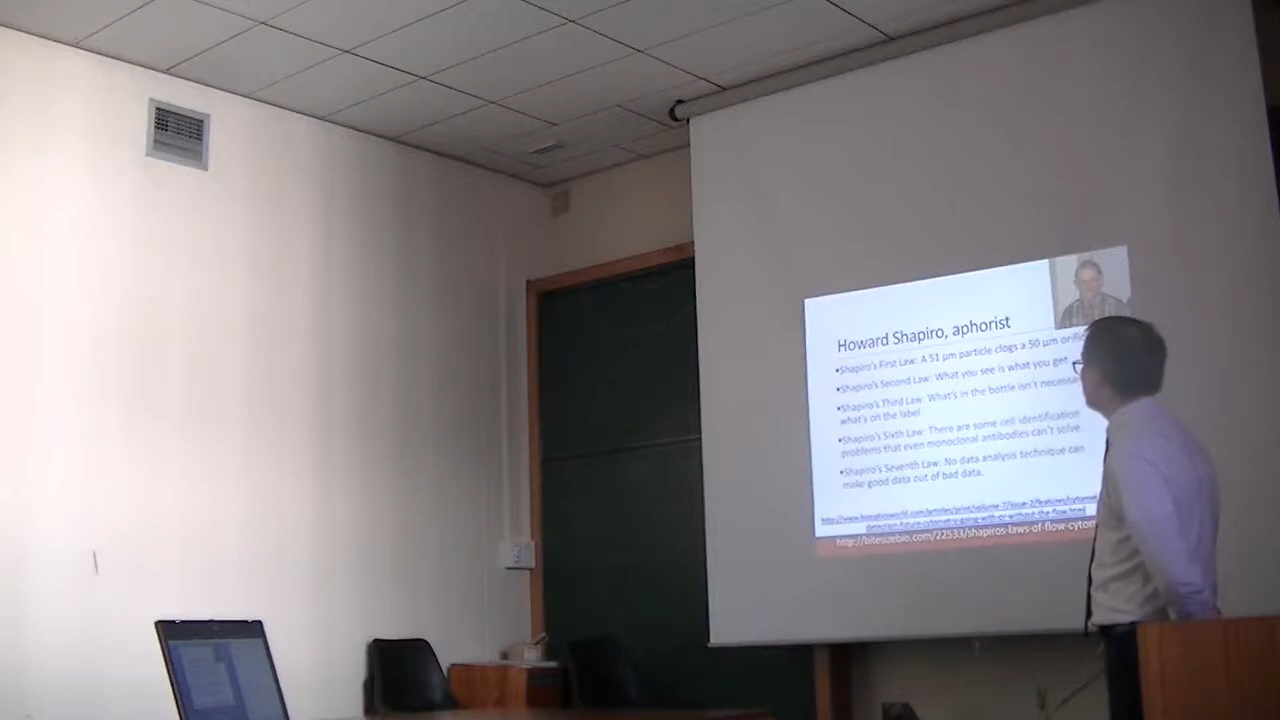 Howard Shapiro, aphorist
•Shapiro's First Law: A 51 µm particle clogs a 50 µm
•Shapiro's Second Law: What you see is what you get
•Shapiro's Third Law: What's in the bottle isn't
what's on the label
•Shapiro's Sixth Law: There are some cell identification
problems that even monoclonal antibodies can't solve
•Shapiro's Seventh Law: No data analysis technique can
make good data out of bad data.
http://bitesizebio.com/22533/shapiros-laws-of-flow-cytom